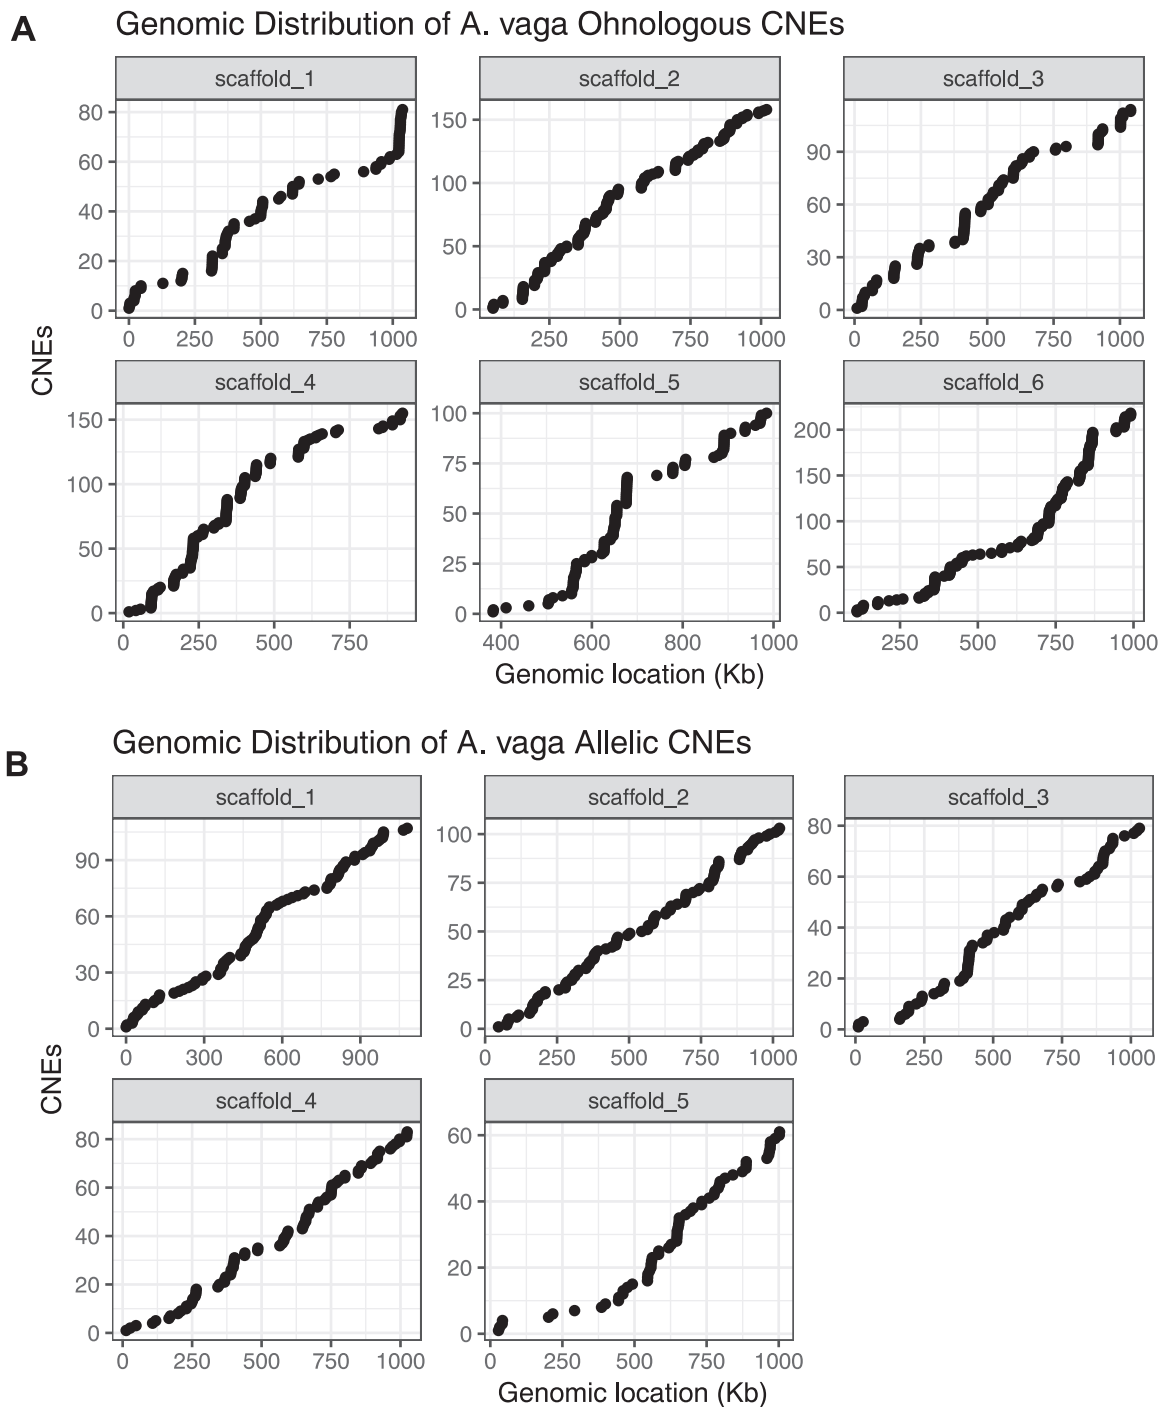 A
Genomic Distribution of A. vaga Ohnologous CNEs
scaffold_1
scaffold_2
scaffold_3
80
60
40
20
0
150
100
50
0
90
60
30
0
0 250 500 750 1000
250 500 750 1000
0 250 500 750 1000
CNEs
scaffold_4
scaffold_5
scaffold_6
150
100
50
0
100
75
50
25
0
200
150
100
50
0
0 250 500 750
400 600 800 1000
250 500 750 1000
Genomic location (Kb)
B
Genomic Distribution of A. vaga Allelic CNEs
scaffold_1
scaffold_2
scaffold_3
90
60
30
0
100
75
50
25
0
80
60
40
20
0
0 300 600 900
0 250 500 750 1000
0 250 500 750 1000
CNEs
scaffold_4
scaffold_5
80
60
40
20
0
60
40
20
0
0 250 500 750 1000
0 250 500 750 1000
Genomic location (Kb)